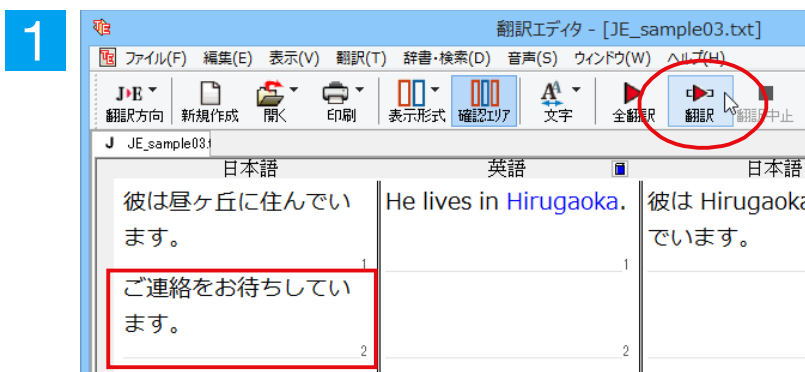 1
翻訳エディタ - [JE_sample03.txt]
ファイル(F) 編集(E) 表示(V) 翻訳(T) 辞書・検索(D) 音声(S) ウィンドウ(W) ヘルプ(H)
J▶E
翻訳方向 新規作成 開く 印刷 表示形式 確認エリア 文字 全翻訳 翻訳 翻訳中止
J JE_sample03.t
日本語 英語 日本語
彼は昼ヶ丘に住んでい He lives in Hirugaoka. 彼は Hirugaoka
ます。 でいます。
1 1
ご連絡をお待ちしてい
ます。
2 2